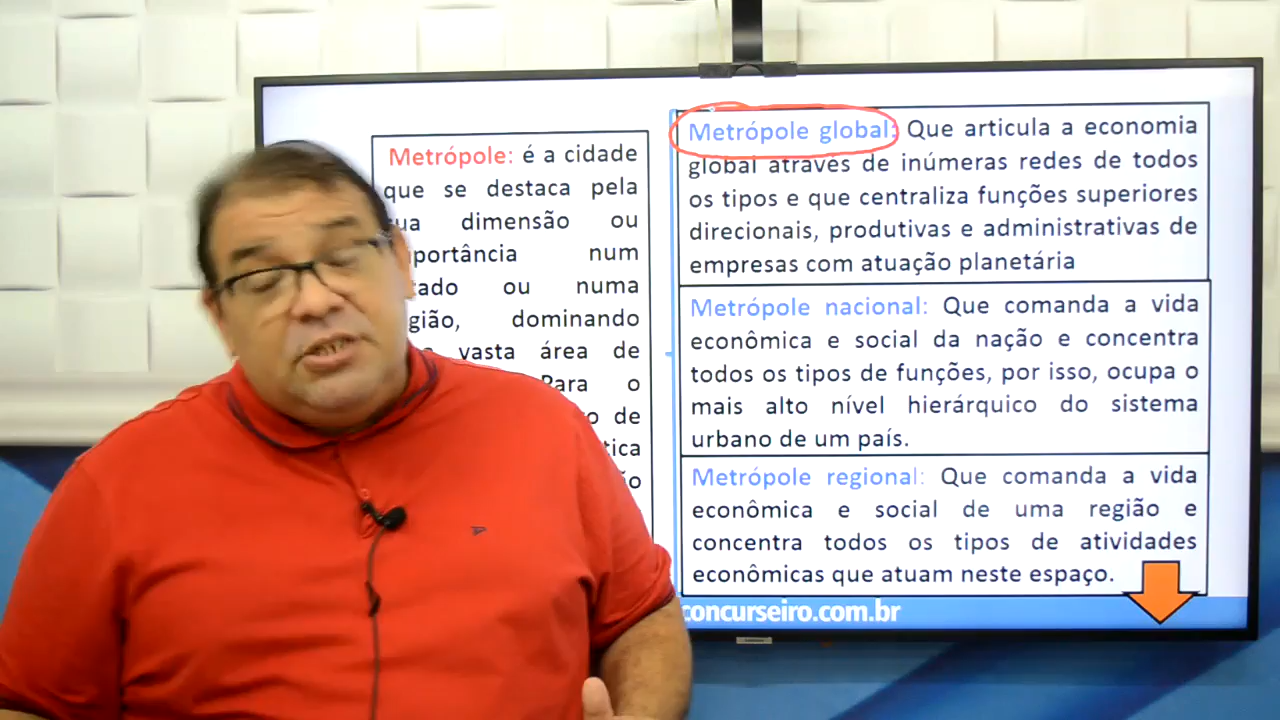 Metrópole: é a cidade
que se destaca pela
dimensão ou
num
ou numa
dominando
vasta área de
o
de
Metrópole global: Que articula a economia
global através de inúmeras redes de todos
os tipos e que centraliza funções superiores
direcionais, produtivas e administrativas de
empresas com atuação planetária
Metrópole nacional: Que comanda a vida
econômica e social da nação e concentra
todos os tipos de funções, por isso, ocupa o
mais alto nível hierárquico do sistema
urbano de um país.
Metrópole regional: Que comanda a vida
econômica e social de uma região e
concentra todos os tipos de atividades
econômicas que atuam neste espaço.
concurseiro.com.br